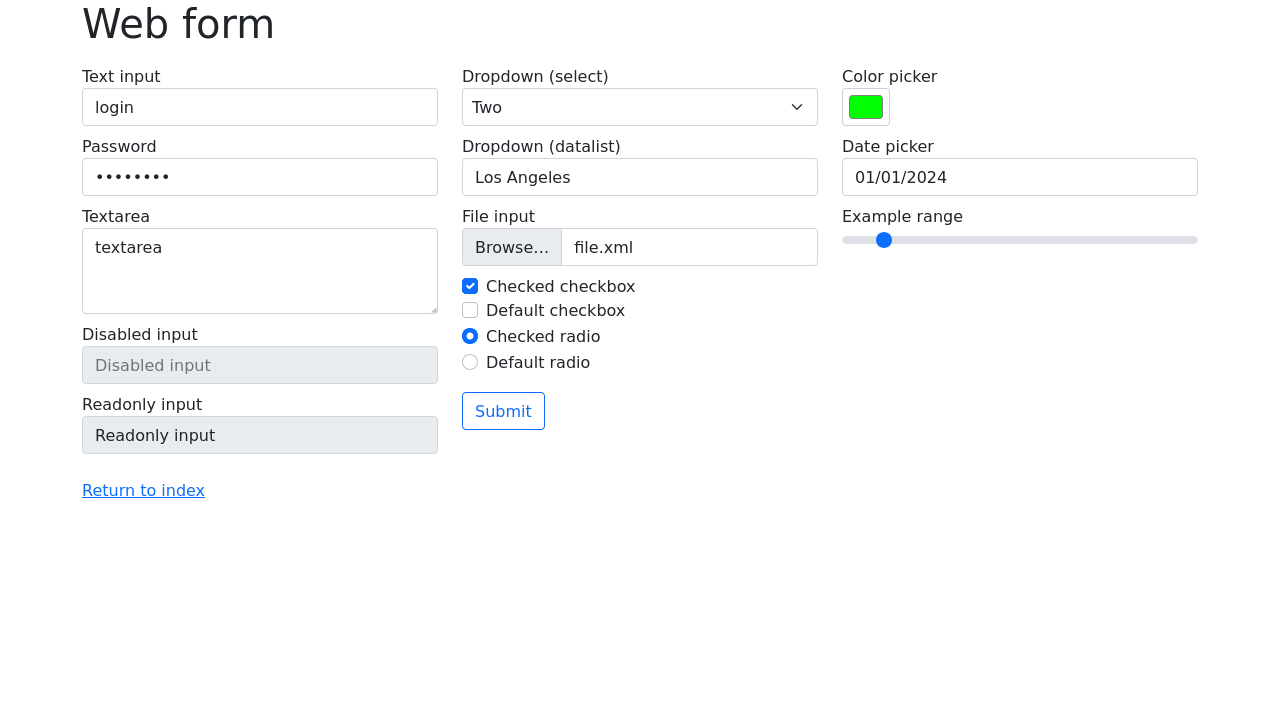 Web form
Text input
login
Password
••••••••
Textarea
textarea
Disabled input
Disabled input
Readonly input
Readonly input
Return to index
Dropdown (select)
Two
Dropdown (datalist)
Los Angeles
File input
Browse... file.xml
Checked checkbox
Default checkbox
Checked radio
Default radio
Submit
Color picker
Date picker
01/01/2024
Example range